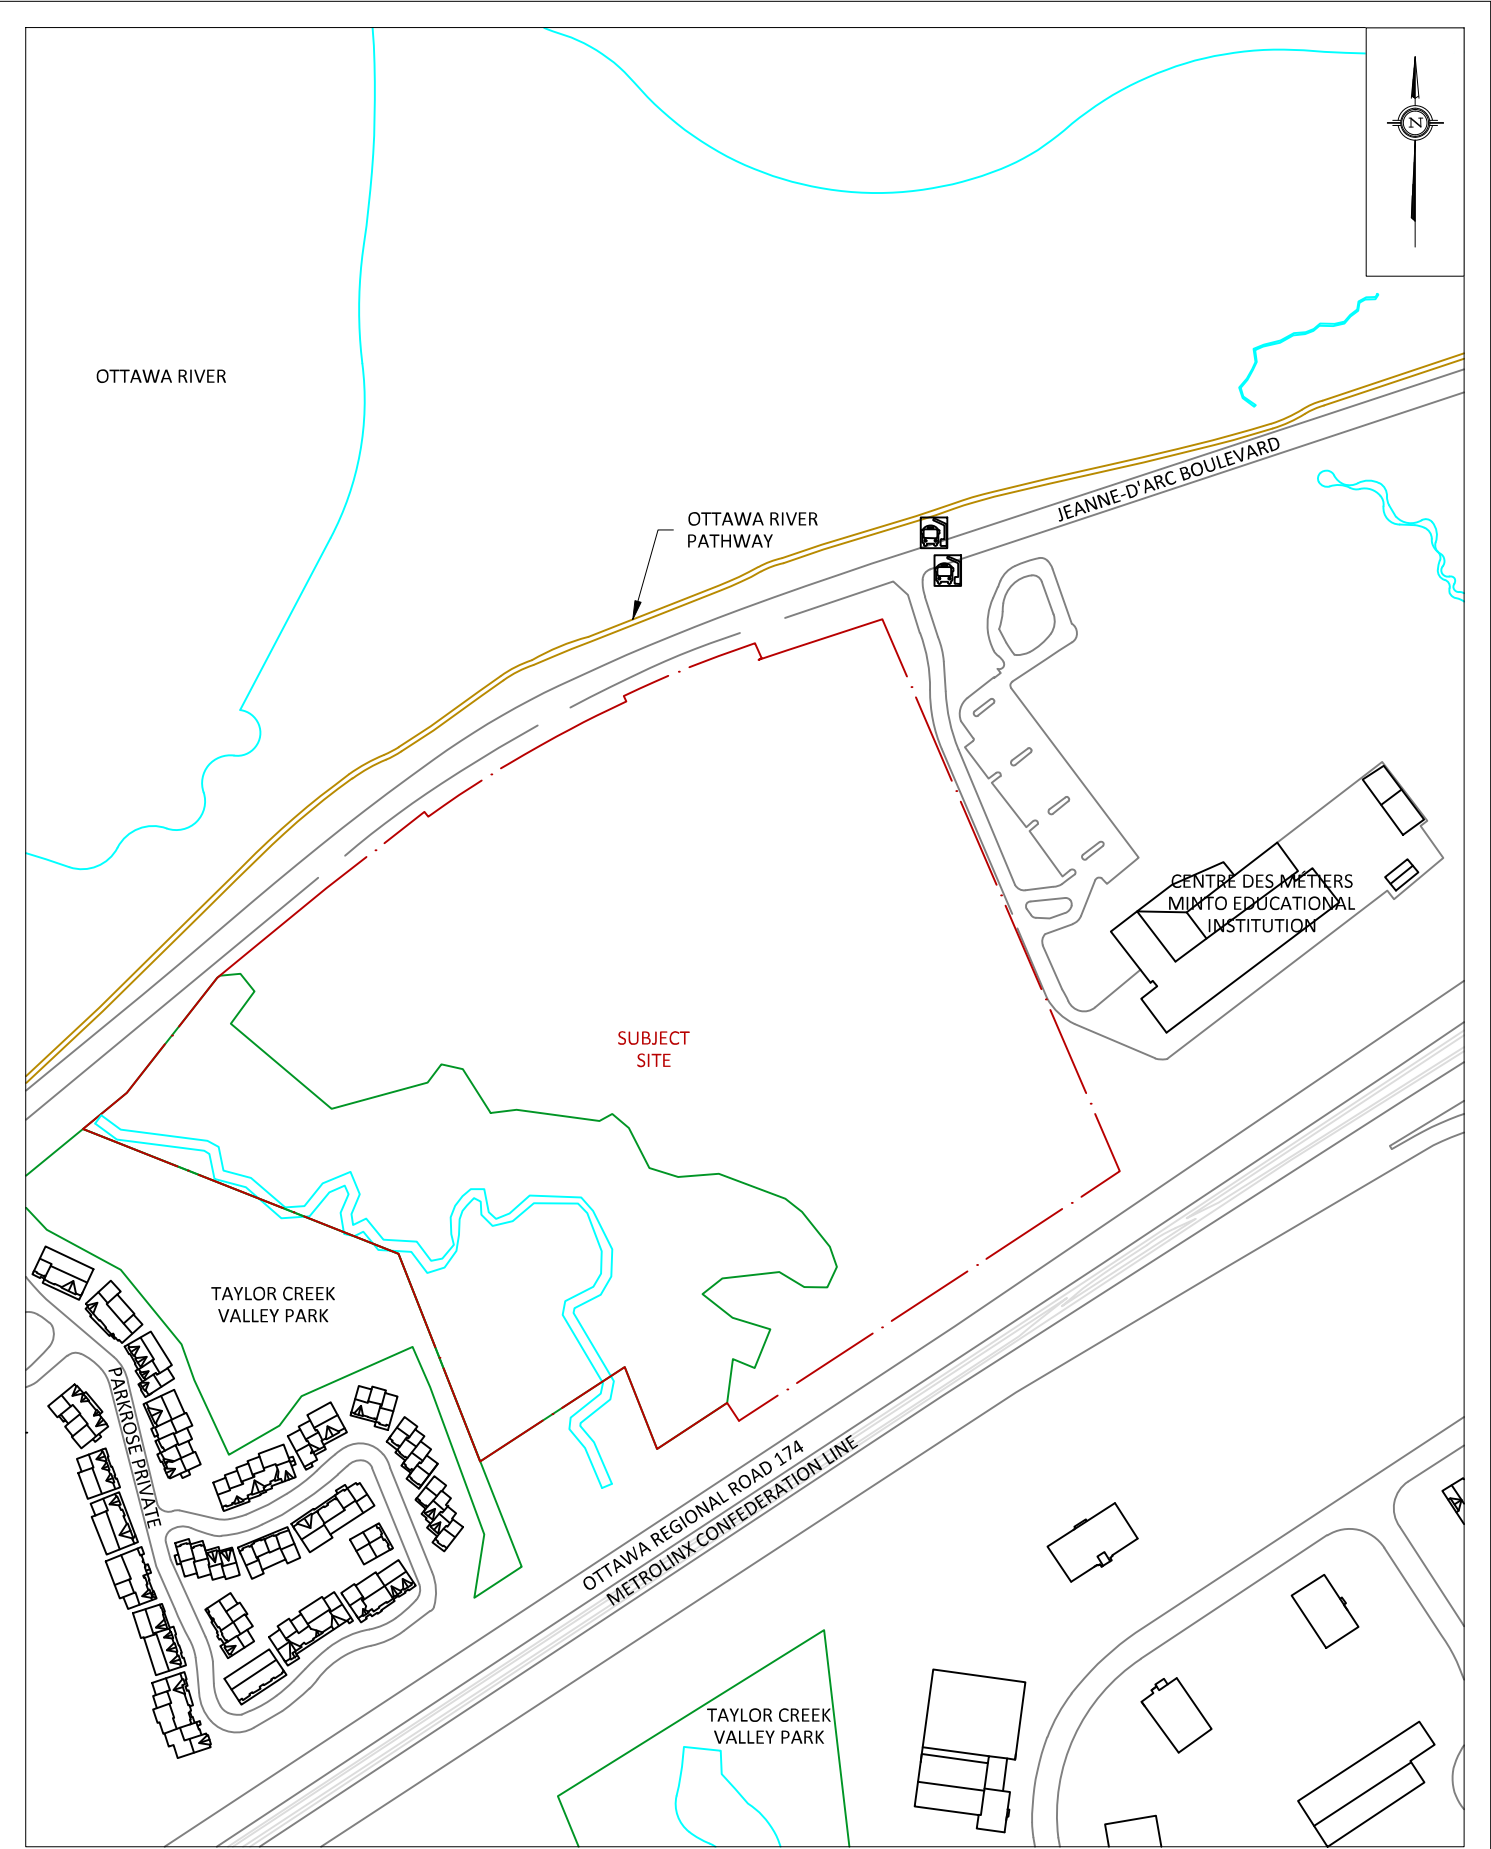 N
OTTAWA RIVER
JEANNE-D'ARC BOULEVARD
OTTAWA RIVER
PATHWAY
CENTRE DES MÉTIERS
MINTO EDUCATIONAL
INSTITUTION
SUBJECT
SITE
TAYLOR CREEK
VALLEY PARK
PARKROSE PRIVATE
OTTAWA REGIONAL ROAD 174
METROLINX CONFEDERATION LINE
TAYLOR CREEK
VALLEY PARK